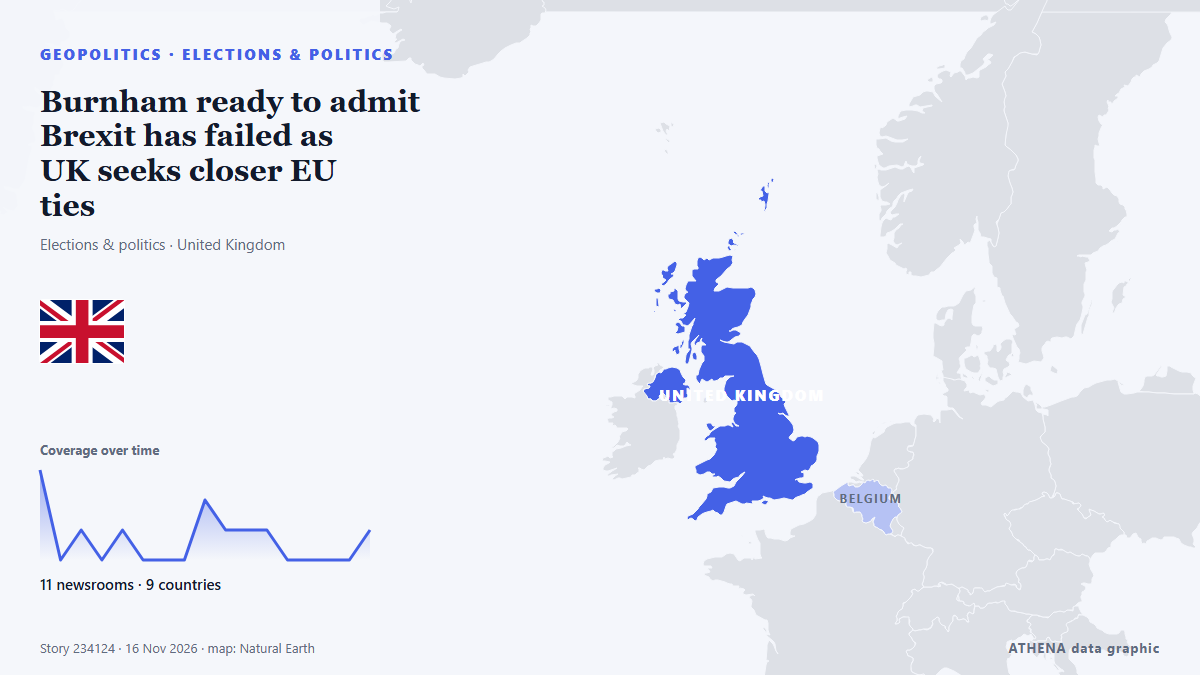 GEOPOLITICS · ELECTIONS & POLITICS
Burnham ready to admit
Brexit has failed as
UK seeks closer EU
ties
Elections & politics · United Kingdom
UNITED KINGDOM
BELGIUM
Coverage over time
11 newsrooms · 9 countries
Story 234124 · 16 Nov 2026 · map: Natural Earth
ATHENA data graphic